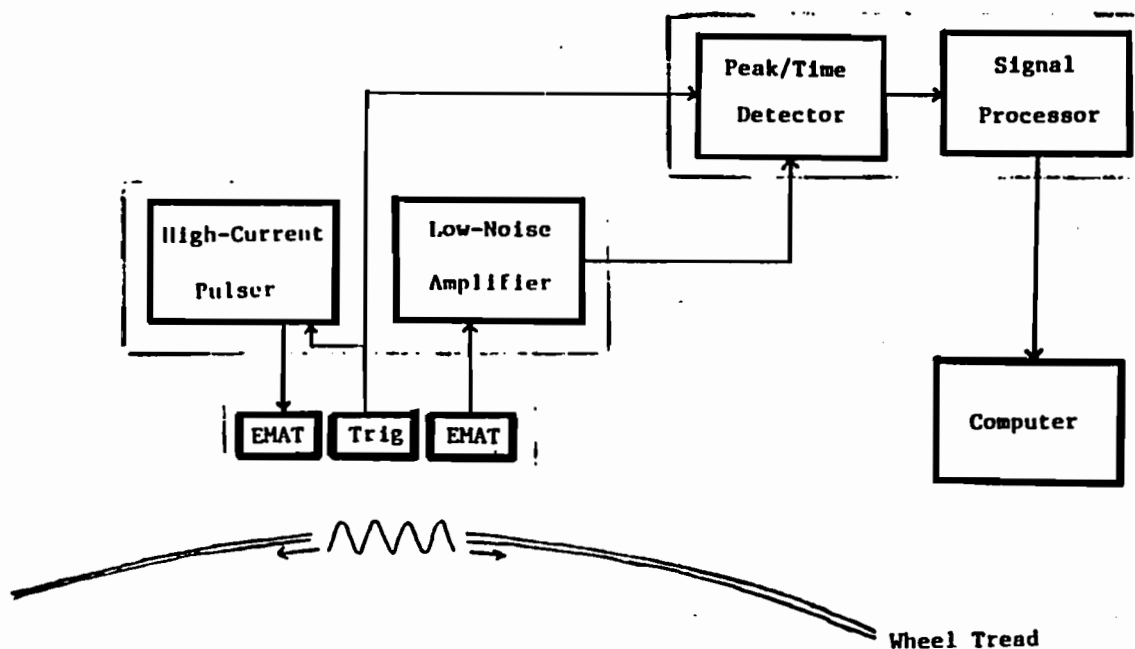 Peak/Time
Detector
Signal
Processor
High-Current
Pulser
Low-Noise
Amplifier
EMAT
Trig
EMAT
Computer
Wheel Tread